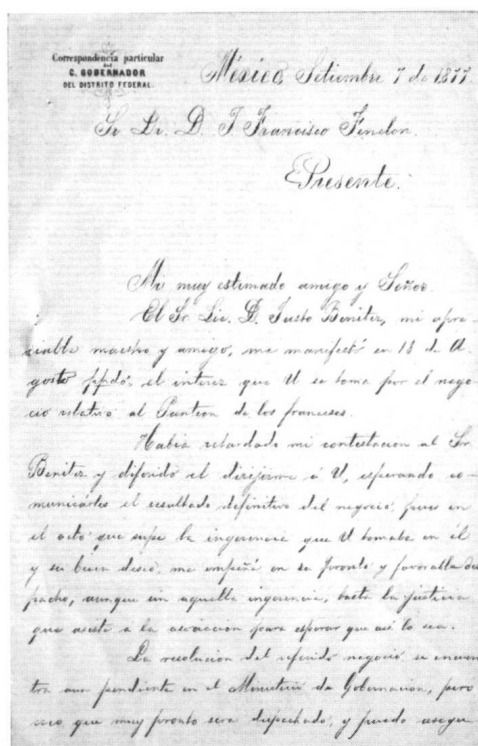 Correspondencia particular
del
C. GOBERNADOR
DEL DISTRITO FEDERAL.
México Setiembre 7 de 1877.
Sr. Dr. D. J Francisco Fenelon.
Presente.
Mi muy estimado amigo y Señor.
El Sr. Lic. D. Justo Benitez, mi apre-
ciable maestro y amigo, me manifestó en 18 de A-
gosto el interes que U se toma por el nego-
cio relativo al Panteon de los franceses.
Habia retardado mi contestacion al Sr.
Benitez y diferido el dirijirme á U, esperando co-
municarles el resultado definitivo del negocio, pues en
el acto que supe la ingerencia que U tomaba en él
y su buen deseo, me empeñé en su pronto y favorable des
pacho, aunque sin aquella ingerencia, basta la justicia
que asiste a la asociacion para esperar que asi lo sea.
La resolucion del referido negocio se encuen
tra aun pendiente en el Ministerio de Gobernacion, pero
creo que muy pronto sera despachado, y puedo asegu-